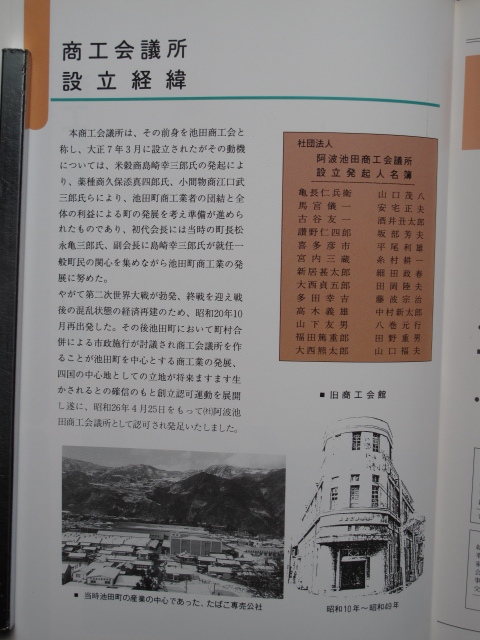 商工会議所
設立経緯
本商工会議所は、その前身を池田商工会と
称し、大正7年3月に設立されたがその動機
については、米穀商島崎幸三郎氏の発起によ
り、薬種商久保添真四郎氏、小間物商江口武
三郎氏らにより、池田町商工業者の団結と全
体の利益による町の発展を考え準備が進めら
れたものであり、初代会長には当時の町長松
永亀三郎氏、副会長に島崎幸三郎氏が就任一
般町民の関心を集めながら池田町商工業の発
展に努めた。
やがて第二次世界大戦が勃発、終戦を迎え戦
後の混乱状態の経済再建のため、昭和20年10
月再出発した。その後池田町において町村合
併による市政施行が討議され商工会議所を作
ることが池田町を中心とする商工業の発展、
四国の中心地としての立地が将来ますます生
かされるとの確信のもと創立認可運動を展開
し遂に、昭和26年4月25日をもって㈳阿波池
田商工会議所として認可され発足いたしました。
社団法人
阿波池田商工会議所
設立発起人名簿
亀長仁兵衛 山口茂八
馬宮儀一 安宅正夫
古谷友一 酒井丑太郎
讃野仁四郎 坂部芳夫
喜多彦市 平尾利雄
宮内三蔵 糸村耕一
新居甚太郎 細田政春
大西貞五郎 田岡陸夫
多田幸吉 藤波宗治
高木義雄 中村新太郎
山下友男 八巻光行
福田篤重郎 田野重男
大西熊太郎 山口福夫
■ 旧商工会館
昭和10年～昭和49年
■ 当時池田町の産業の中心であった、たばこ専売公社